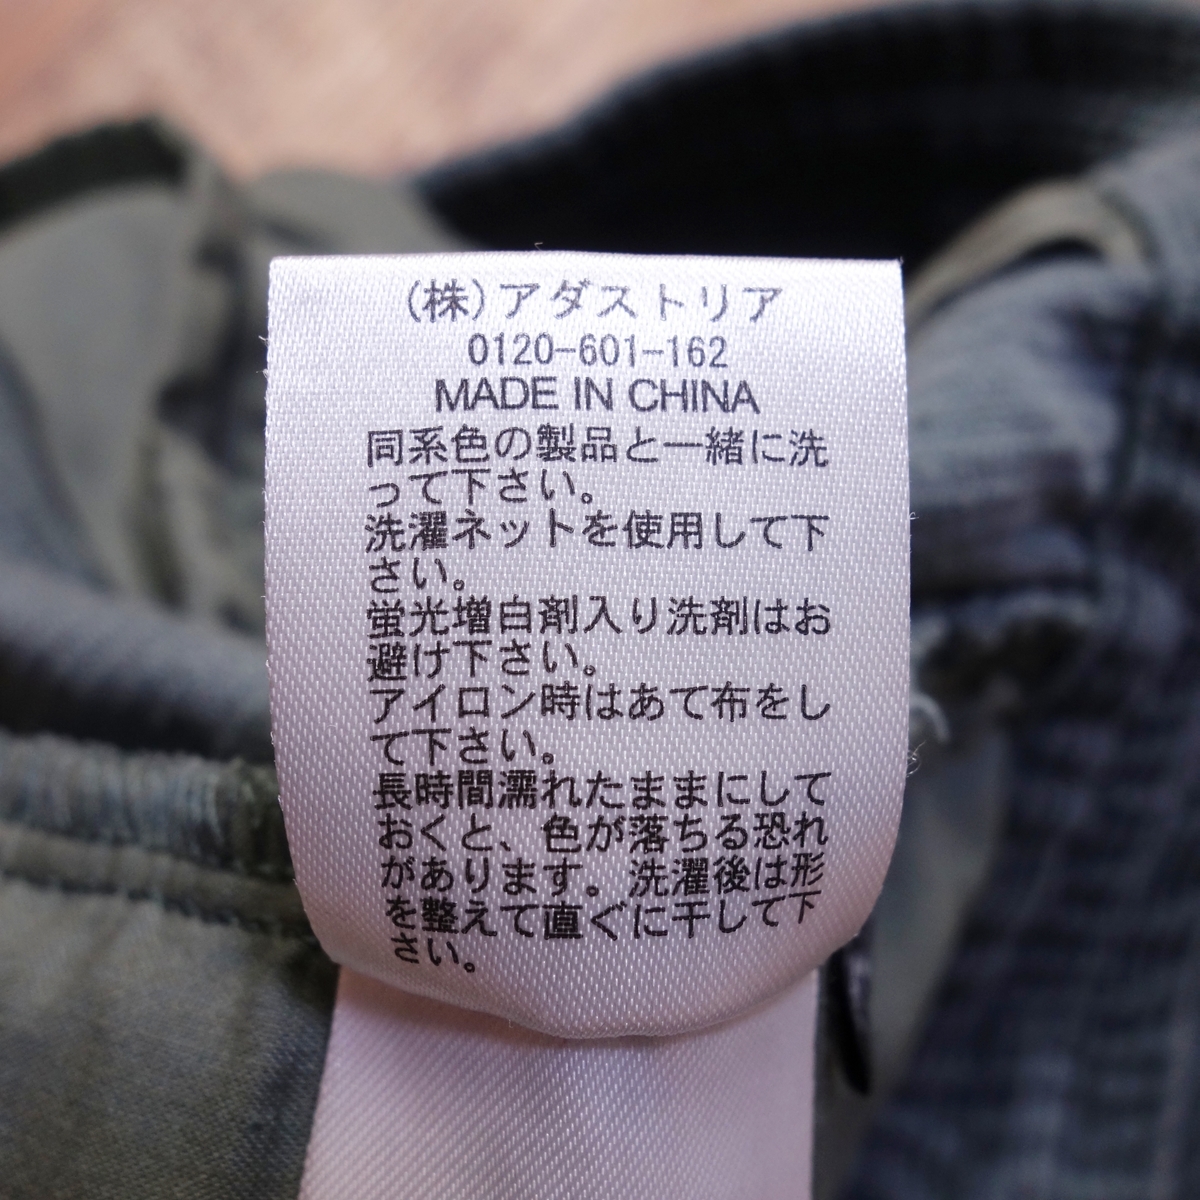 (株)アダストリア
0120-601-162
MADE IN CHINA
同系色の製品と一緒に洗
って下さい。
洗濯ネットを使用して下
さい。
蛍光増白剤入り洗剤はお
避け下さい。
アイロン時はあて布をし
て下さい。
長時間濡れたままにして
おくと、色が落ちる恐れ
があります。洗濯後は形
を整えて直ぐに干して下
さい。